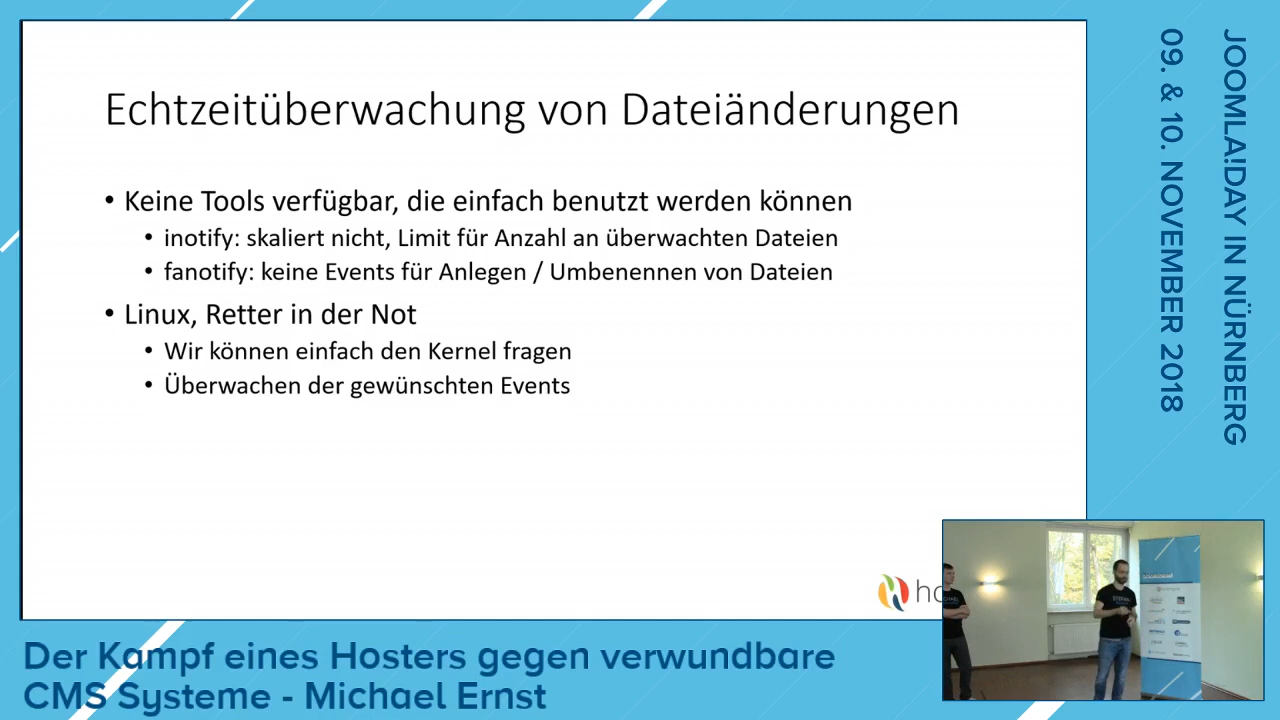 Echtzeitüberwachung von Dateiänderungen
• Keine Tools verfügbar, die einfach benutzt werden können
• inotify: skaliert nicht, Limit für Anzahl an überwachten Dateien
• fanotify: keine Events für Anlegen / Umbenennen von Dateien
• Linux, Retter in der Not
• Wir können einfach den Kernel fragen
• Überwachen der gewünschten Events
JOOMLA!DAY IN NÜRNBERG
09. & 10. NOVEMBER 2018
Der Kampf eines Hosters gegen verwundbare
CMS Systeme - Michael Ernst